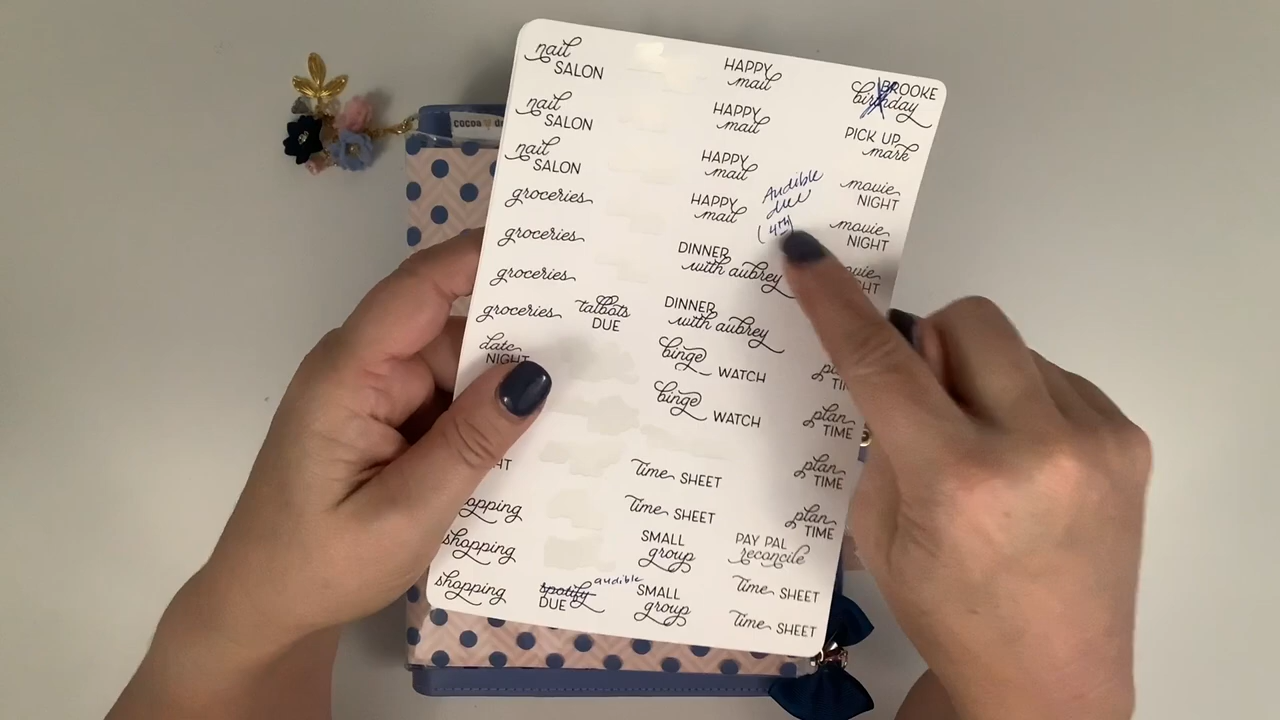 nail
SALON
nail
SALON
nail
SALON
groceries
groceries
groceries
groceries
date
NIGHT
HT
shopping
shopping
talbots
DUE
spotify audible
DUE
HAPPY
mail
HAPPY
mail
HAPPY
mail
HAPPY
mail
DINNER
with aubrey
DINNER
with aubrey
binge WATCH
binge WATCH
time SHEET
time SHEET
SMALL
group
SMALL
group
Audible
due
(4th)
BROOKE
birthday
PICK UP
mark
movie
NIGHT
movie
NIGHT
plan
TIME
plan
TIME
plan
TIME
PAY PAL
reconcile
time SHEET
time SHEET
cocoa